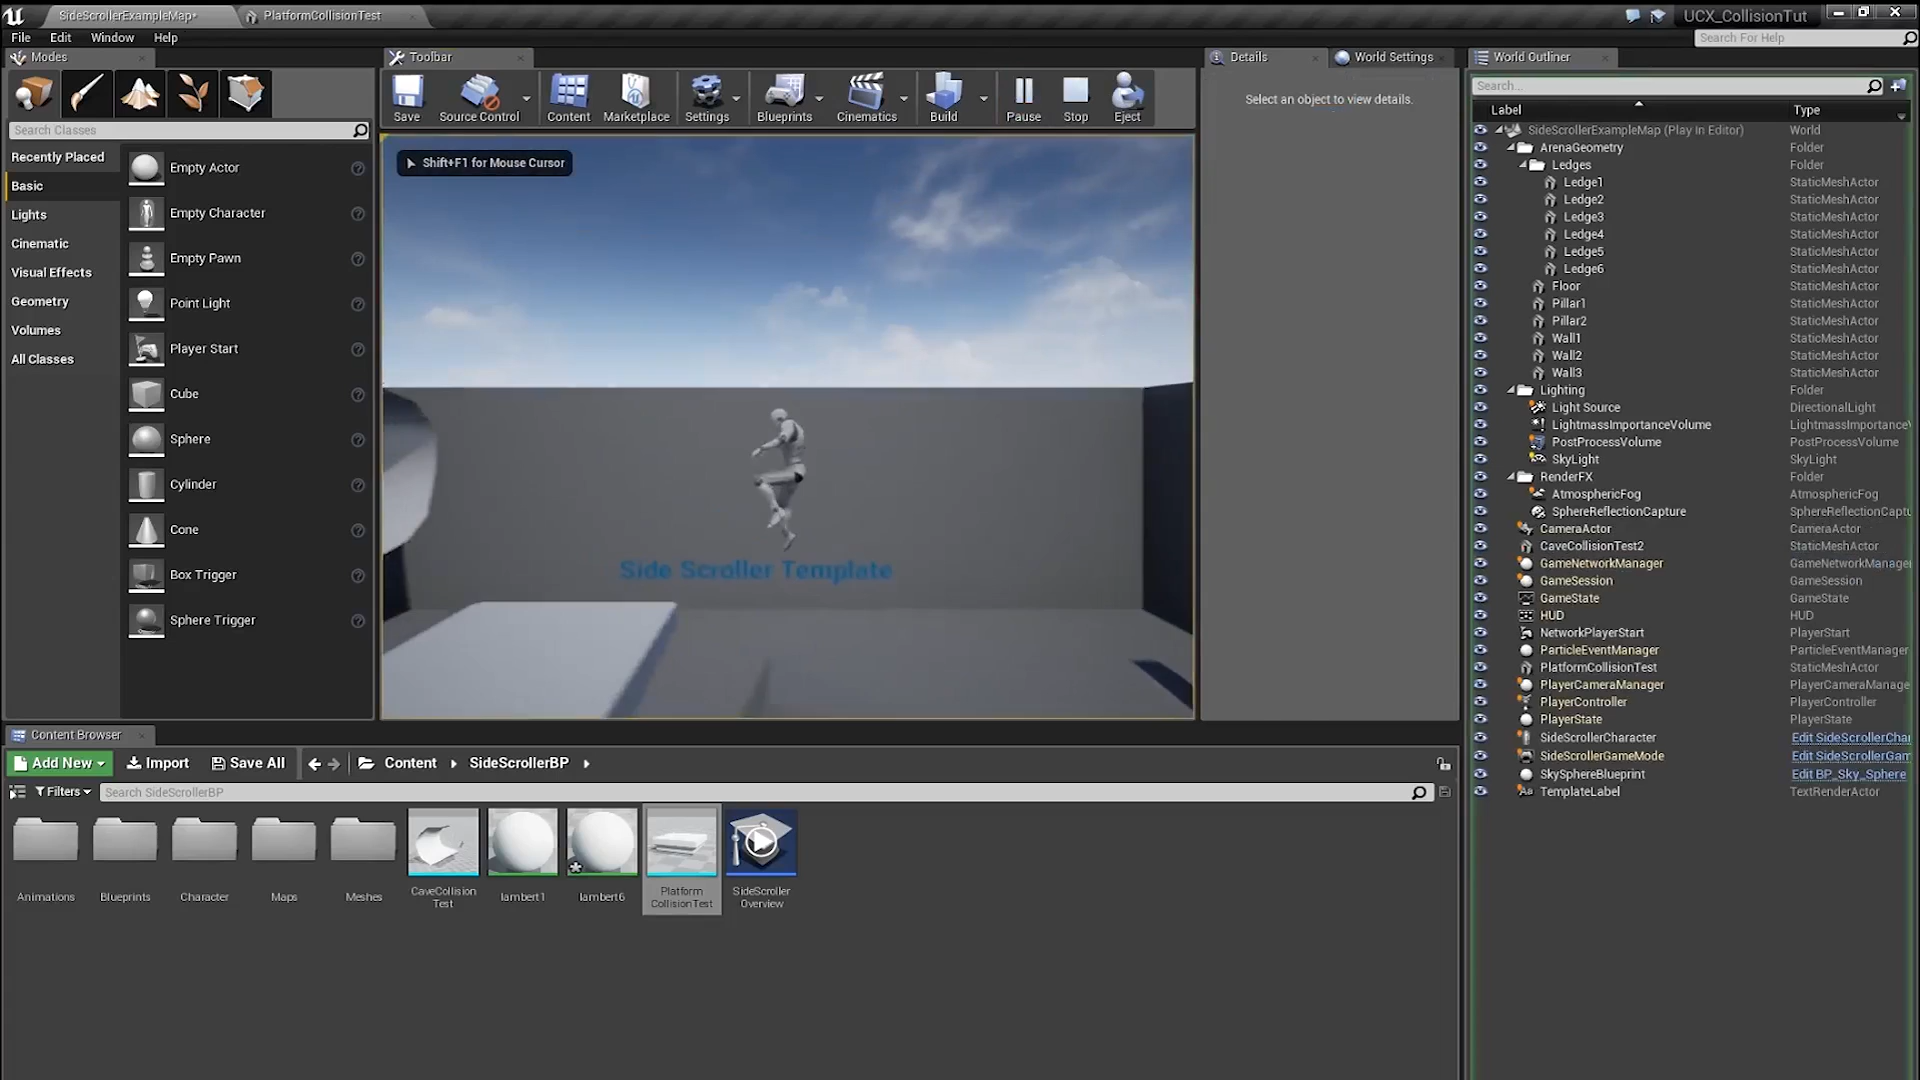 SideScrollerExampleMap*
PlatformCollisionTest
UCX_CollisionTut
File Edit Window Help
Search For Help
Modes
Toolbar
Details
World Settings
World Outliner
Save
Source Control
Content
Marketplace
Settings
Blueprints
Cinematics
Build
Pause
Stop
Eject
Select an object to view details.
Search...
Label
Type
Search Classes
Recently Placed
Basic
Lights
Cinematic
Visual Effects
Geometry
Volumes
All Classes
Empty Actor
Empty Character
Empty Pawn
Point Light
Player Start
Cube
Sphere
Cylinder
Cone
Box Trigger
Sphere Trigger
Shift+F1 for Mouse Cursor
Side Scroller Template
SideScrollerExampleMap (Play In Editor) World
ArenaGeometry Folder
Ledges Folder
Ledge1 StaticMeshActor
Ledge2 StaticMeshActor
Ledge3 StaticMeshActor
Ledge4 StaticMeshActor
Ledge5 StaticMeshActor
Ledge6 StaticMeshActor
Floor StaticMeshActor
Pillar1 StaticMeshActor
Pillar2 StaticMeshActor
Wall1 StaticMeshActor
Wall2 StaticMeshActor
Wall3 StaticMeshActor
Lighting Folder
Light Source DirectionalLight
LightmassImportanceVolume LightmassImportanceV
PostProcessVolume PostProcessVolume
SkyLight SkyLight
RenderFX Folder
AtmosphericFog AtmosphericFog
SphereReflectionCapture SphereReflectionCaptu
CameraActor CameraActor
CaveCollisionTest2 StaticMeshActor
GameNetworkManager GameNetworkManage
GameSession GameSession
GameState GameState
HUD HUD
NetworkPlayerStart PlayerStart
ParticleEventManager ParticleEventManager
PlatformCollisionTest StaticMeshActor
PlayerCameraManager PlayerCameraManage
PlayerController PlayerController
PlayerState PlayerState
SideScrollerCharacter Edit SideScrollerChar
SideScrollerGameMode Edit SideScrollerGam
SkySphereBlueprint Edit BP_Sky_Sphere
TemplateLabel TextRenderActor
Content Browser
Add New
Import
Save All
Content
SideScrollerBP
Filters
Search SideScrollerBP
Animations
Blueprints
Character
Maps
Meshes
CaveCollision
Test
lambert1
lambert6
Platform
CollisionTest
SideScroller
Overview